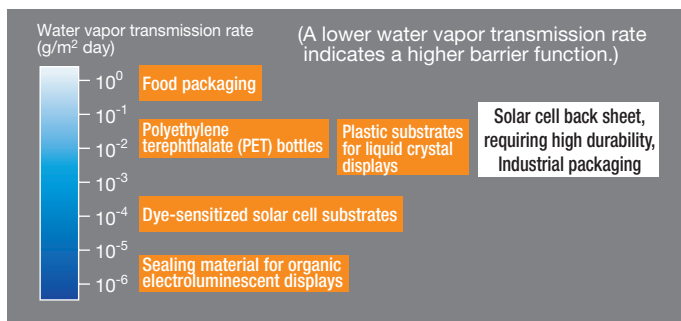 Water vapor transmission rate
(g/m² day)
(A lower water vapor transmission rate
indicates a higher barrier function.)
10⁰
Food packaging
10⁻¹
Polyethylene
terephthalate (PET) bottles
Plastic substrates
for liquid crystal
displays
Solar cell back sheet,
requiring high durability,
Industrial packaging
10⁻²
10⁻³
10⁻⁴
Dye-sensitized solar cell substrates
10⁻⁵
Sealing material for organic
electroluminescent displays
10⁻⁶